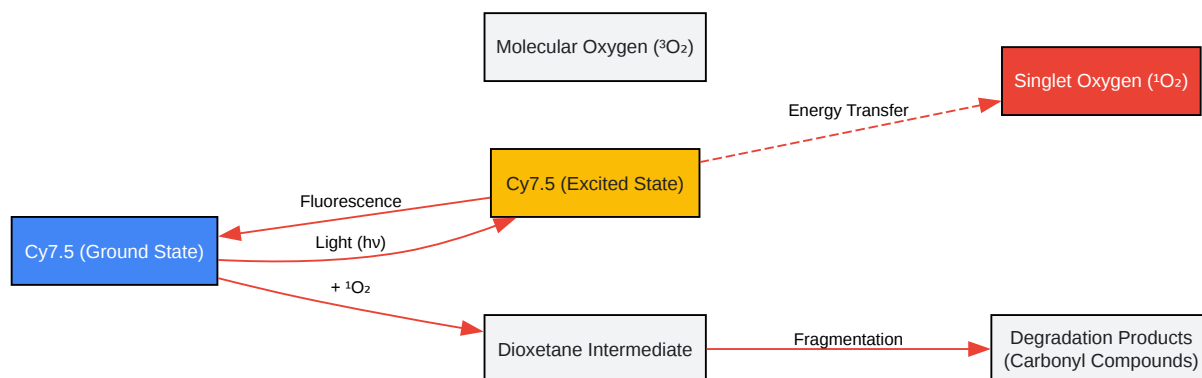 Molecular Oxygen (³O₂)
Singlet Oxygen (¹O₂)
Energy Transfer
Cy7.5 (Excited State)
Fluorescence
Light (hν)
Cy7.5 (Ground State)
+ ¹O₂
Dioxetane Intermediate
Fragmentation
Degradation Products
(Carbonyl Compounds)